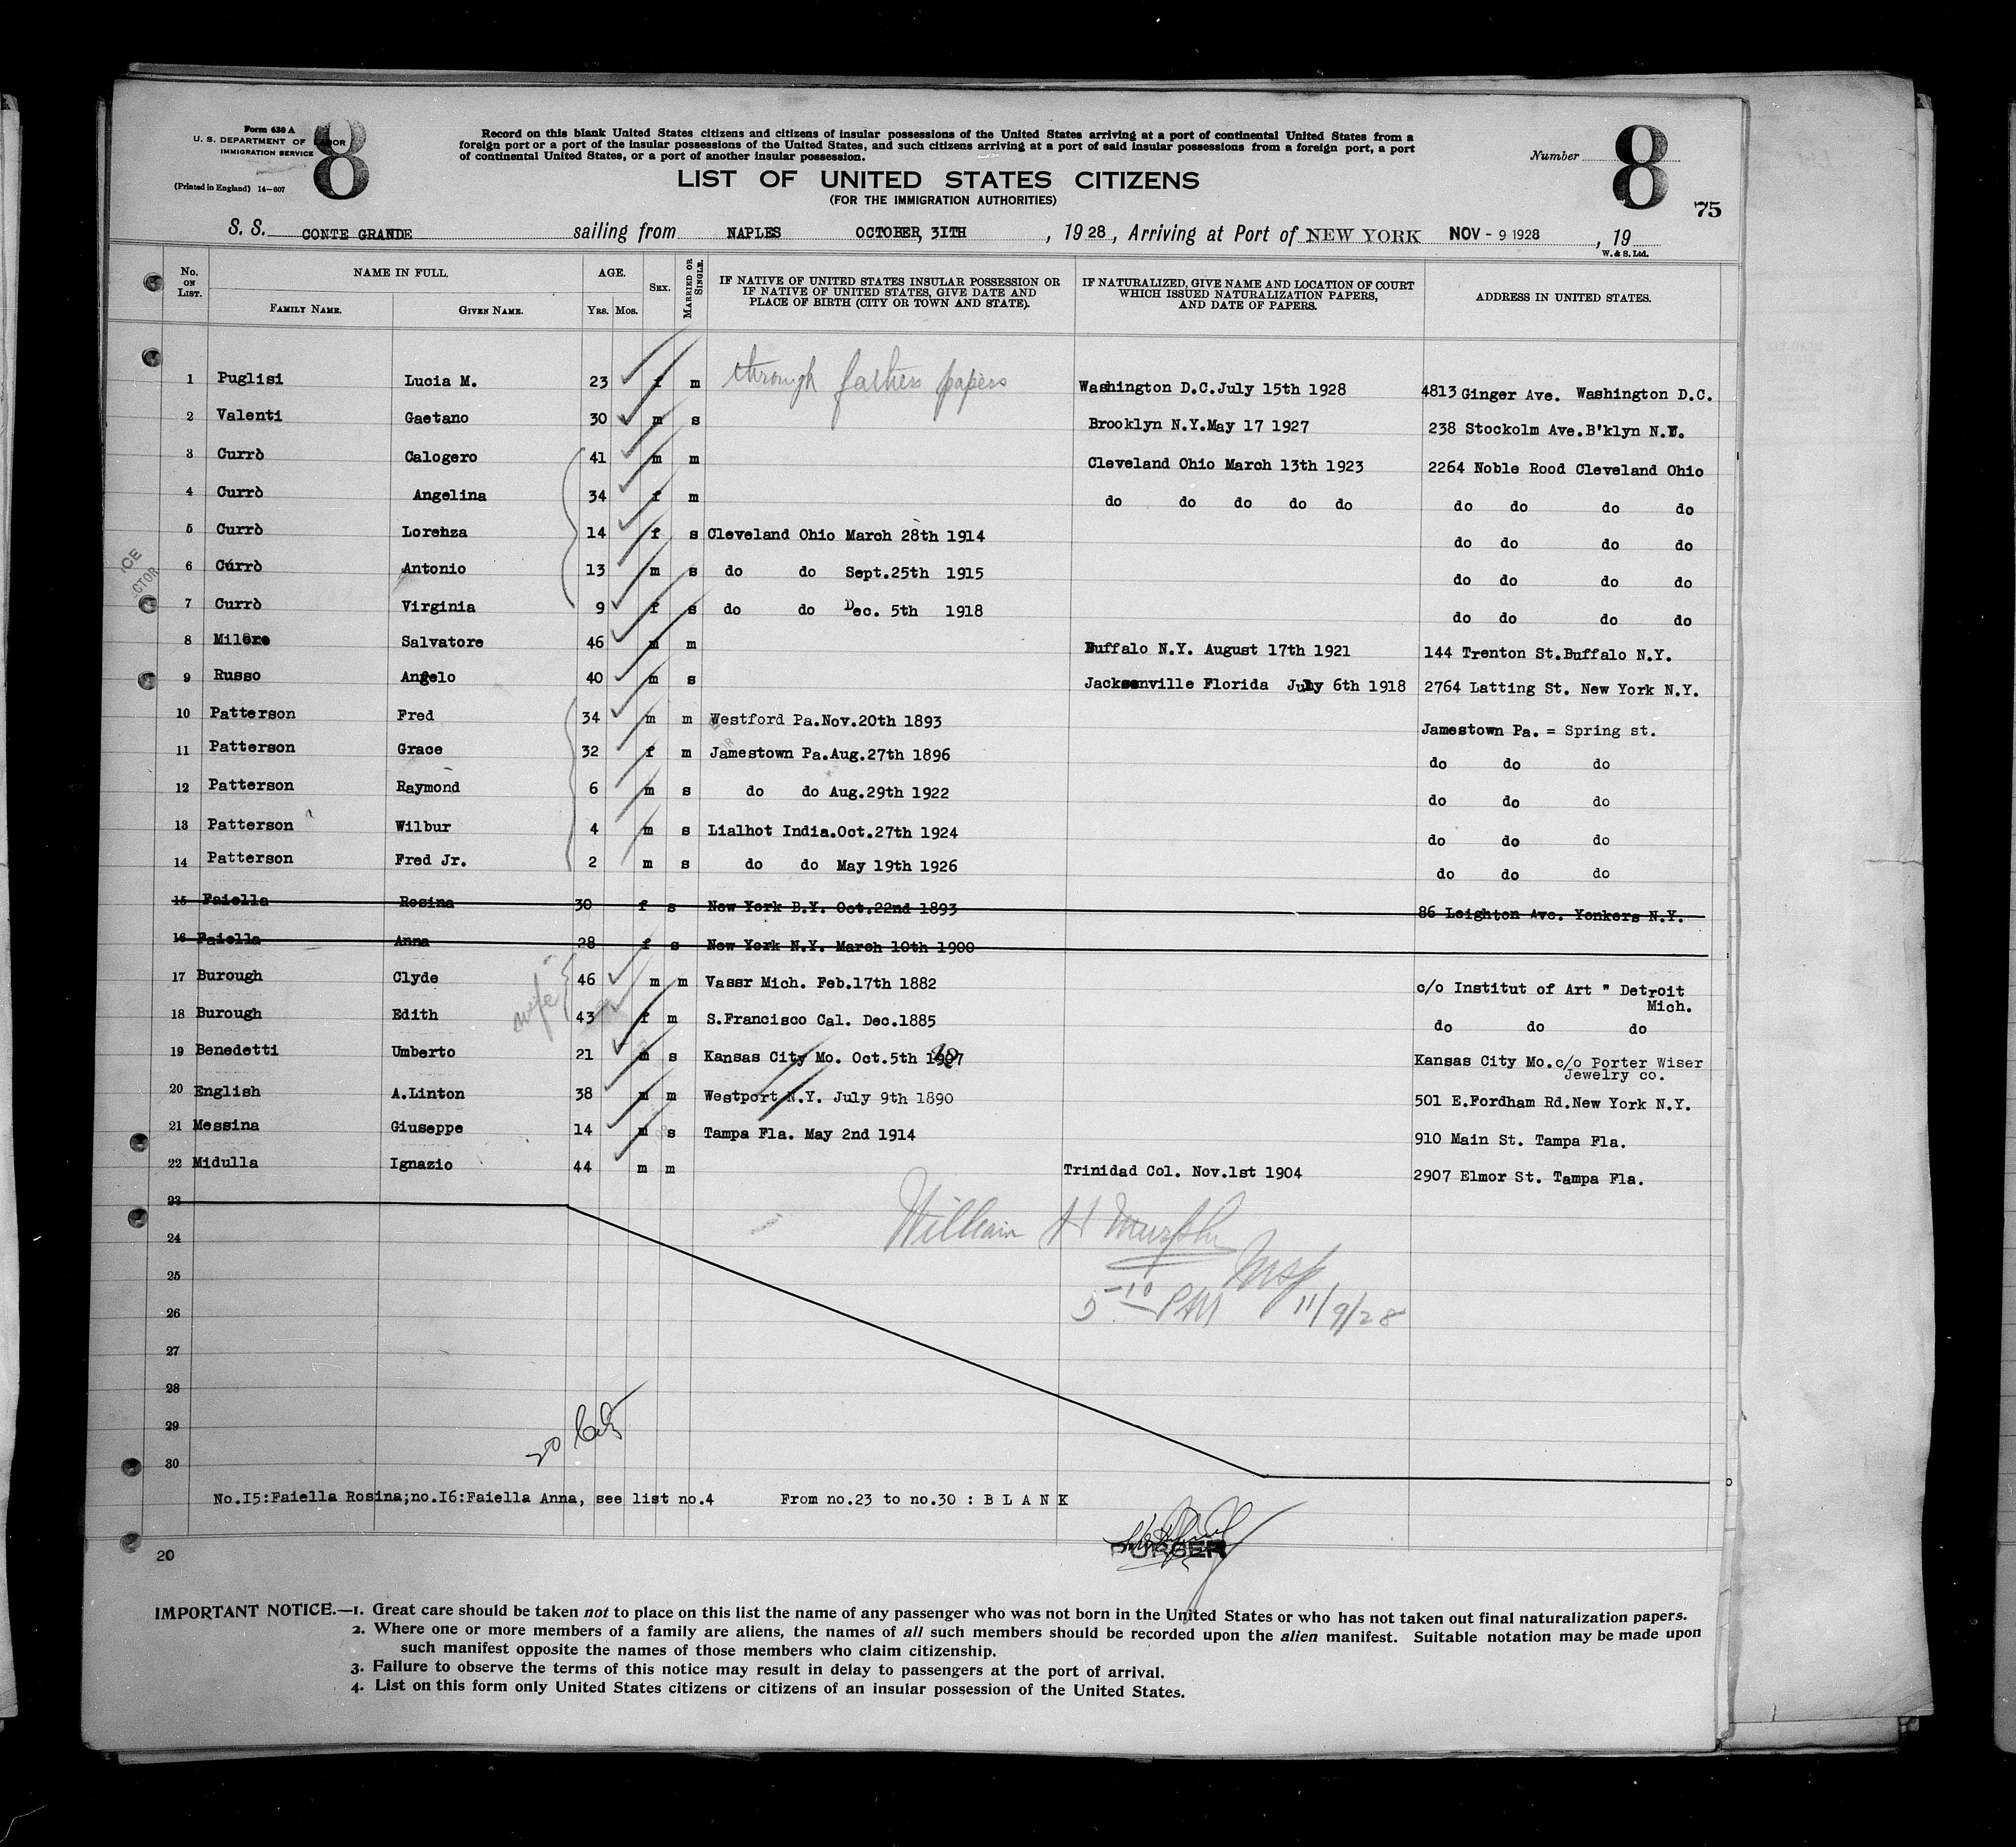 Form 630 A
U. S. DEPARTMENT OF LABOR
IMMIGRATION SERVICE
(Printed in England) 14—607
8
Record on this blank United States citizens and citizens of insular possessions of the United States arriving at a port of continental United States from a
foreign port or a port of the insular possessions of the United States, and such citizens arriving at a port of said insular possessions from a foreign port, a port
of continental United States, or a port of another insular possession.
Number 8
75
LIST OF UNITED STATES CITIZENS
(FOR THE IMMIGRATION AUTHORITIES)
S. S. CONTE GRANDE sailing from NAPLES OCTOBER, 3ITH , 19 28 , Arriving at Port of NEW YORK NOV - 9 1928 , 19
W. & S. Ltd.
No. ON LIST. NAME IN FULL. AGE. SEX. MARRIED OR SINGLE. IF NATIVE OF UNITED STATES INSULAR POSSESSION OR IF NATIVE OF UNITED STATES, GIVE DATE AND PLACE OF BIRTH (CITY OR TOWN AND STATE). IF NATURALIZED, GIVE NAME AND LOCATION OF COURT WHICH ISSUED NATURALIZATION PAPERS, AND DATE OF PAPERS. ADDRESS IN UNITED STATES.
FAMILY NAME. GIVEN NAME. YRS. MOS.
1 Puglisi Lucia M. 23 f m through fathers papers Washington D.C.July 15th 1928 4813 Ginger Ave. Washington D.C.
2 Valenti Gaetano 30 m s Brooklyn N.Y.May 17 1927 238 Stockolm Ave.B'klyn N.Y.
3 Currò Calogero 41 m m Cleveland Ohio March 13th 1923 2264 Noble Rood Cleveland Ohio
4 Currò Angelina 34 f m do do do do do do do do do
5 Currò Lorenza 14 f s Cleveland Ohio March 28th 1914 do do do do
6 Currò Antonio 13 m s do do Sept.25th 1915 do do do do
7 Currò Virginia 9 f s do do Dec. 5th 1918 do do do do
8 Salvatore 46 m m Buffalo N.Y. August 17th 1921 144 Trenton St.Buffalo N.Y.
9 Russo Angelo 40 m s Jacksonville Florida 6th 1918 2764 Latting St. New York N.Y.
10 Patterson Fred 34 m m Westford Pa.Nov.20th 1893 Jamestown Pa. = Spring st.
11 Patterson Grace 32 f m Jamestown Pa.Aug.27th 1896 do do do
12 Patterson Raymond 6 m s do do Aug.29th 1922 do do do
13 Patterson Wilbur 4 m s Lialhot India.Oct.27th 1924 do do do
14 Patterson Fred Jr. 2 m s do do May 19th 1926 do do do
15 Faiella Rosina 30 f s New York B.Y. Oct.22nd 1893 86 Leighton Ave. Yonkers N.Y.
16 Faiella Anna 28 f s New York N.Y. March 10th 1900
17 Burough Clyde 46 m m Vassr Mich. Feb.17th 1882 c/o Institut of Art " Detroit
Mich.
wife
18 Burough Edith 43 f m S.Francisco Cal. Dec.1885 do do do
19 Benedetti Umberto 21 m s Kansas City Mo. Oct.5th 1907 Kansas City Mo.c/o Porter Wiser
Jewelry co.
20 English A.Linton 38 m m Westport N.Y. July 9th 1890 501 E.Fordham Rd.New York N.Y.
21 Messina Giuseppe 14 m s Tampa Fla. May 2nd 1914 910 Main St. Tampa Fla.
22 Midulla Ignazio 44 m m Trinidad Col. Nov.1st 1904 2907 Elmor St. Tampa Fla.
23
William H Murphy
24
Insp
25
5-10 PM 11/9/28
26
27
28
29
20
30
No.I5:Faiella Rosina;no.I6:Faiella Anna, see list no.4 From no.23 to no.30 : B L A N K
PURSER
20
IMPORTANT NOTICE.—1. Great care should be taken not to place on this list the name of any passenger who was not born in the United States or who has not taken out final naturalization papers.
2. Where one or more members of a family are aliens, the names of all such members should be recorded upon the alien manifest. Suitable notation may be made upon
such manifest opposite the names of those members who claim citizenship.
3. Failure to observe the terms of this notice may result in delay to passengers at the port of arrival.
4. List on this form only United States citizens or citizens of an insular possession of the United States.